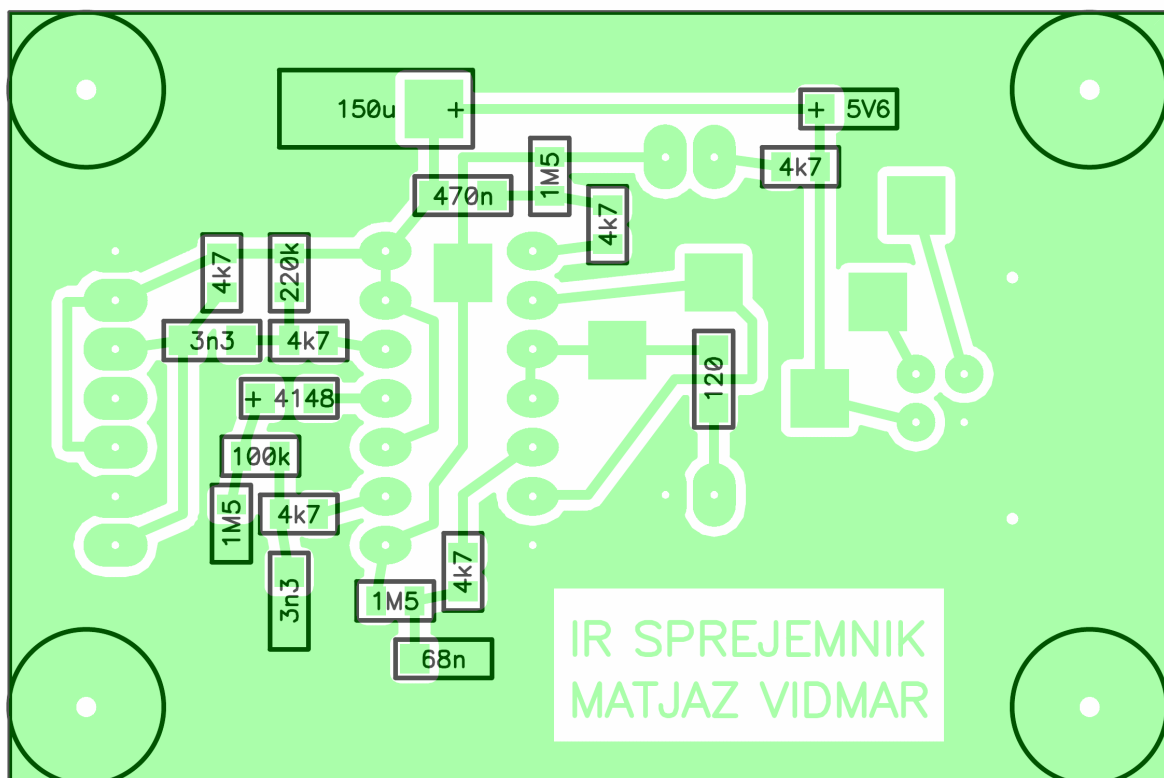 150u +
+ 5V6
1M5
4k7
470n
4k7
4k7
220k
3n3
4k7
120
+ 4148
100k
1M5
4k7
4k7
3n3
1M5
68n
IR SPREJEMNIK
MATJAZ VIDMAR